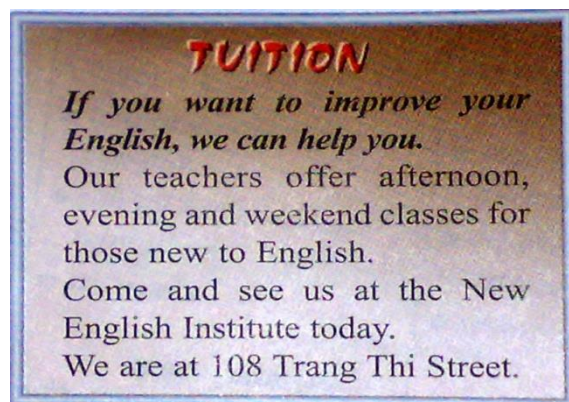 TUITION
If you want to improve your
English, we can help you.
Our teachers offer afternoon,
evening and weekend classes for
those new to English.
Come and see us at the New
English Institute today.
We are at 108 Trang Thi Street.